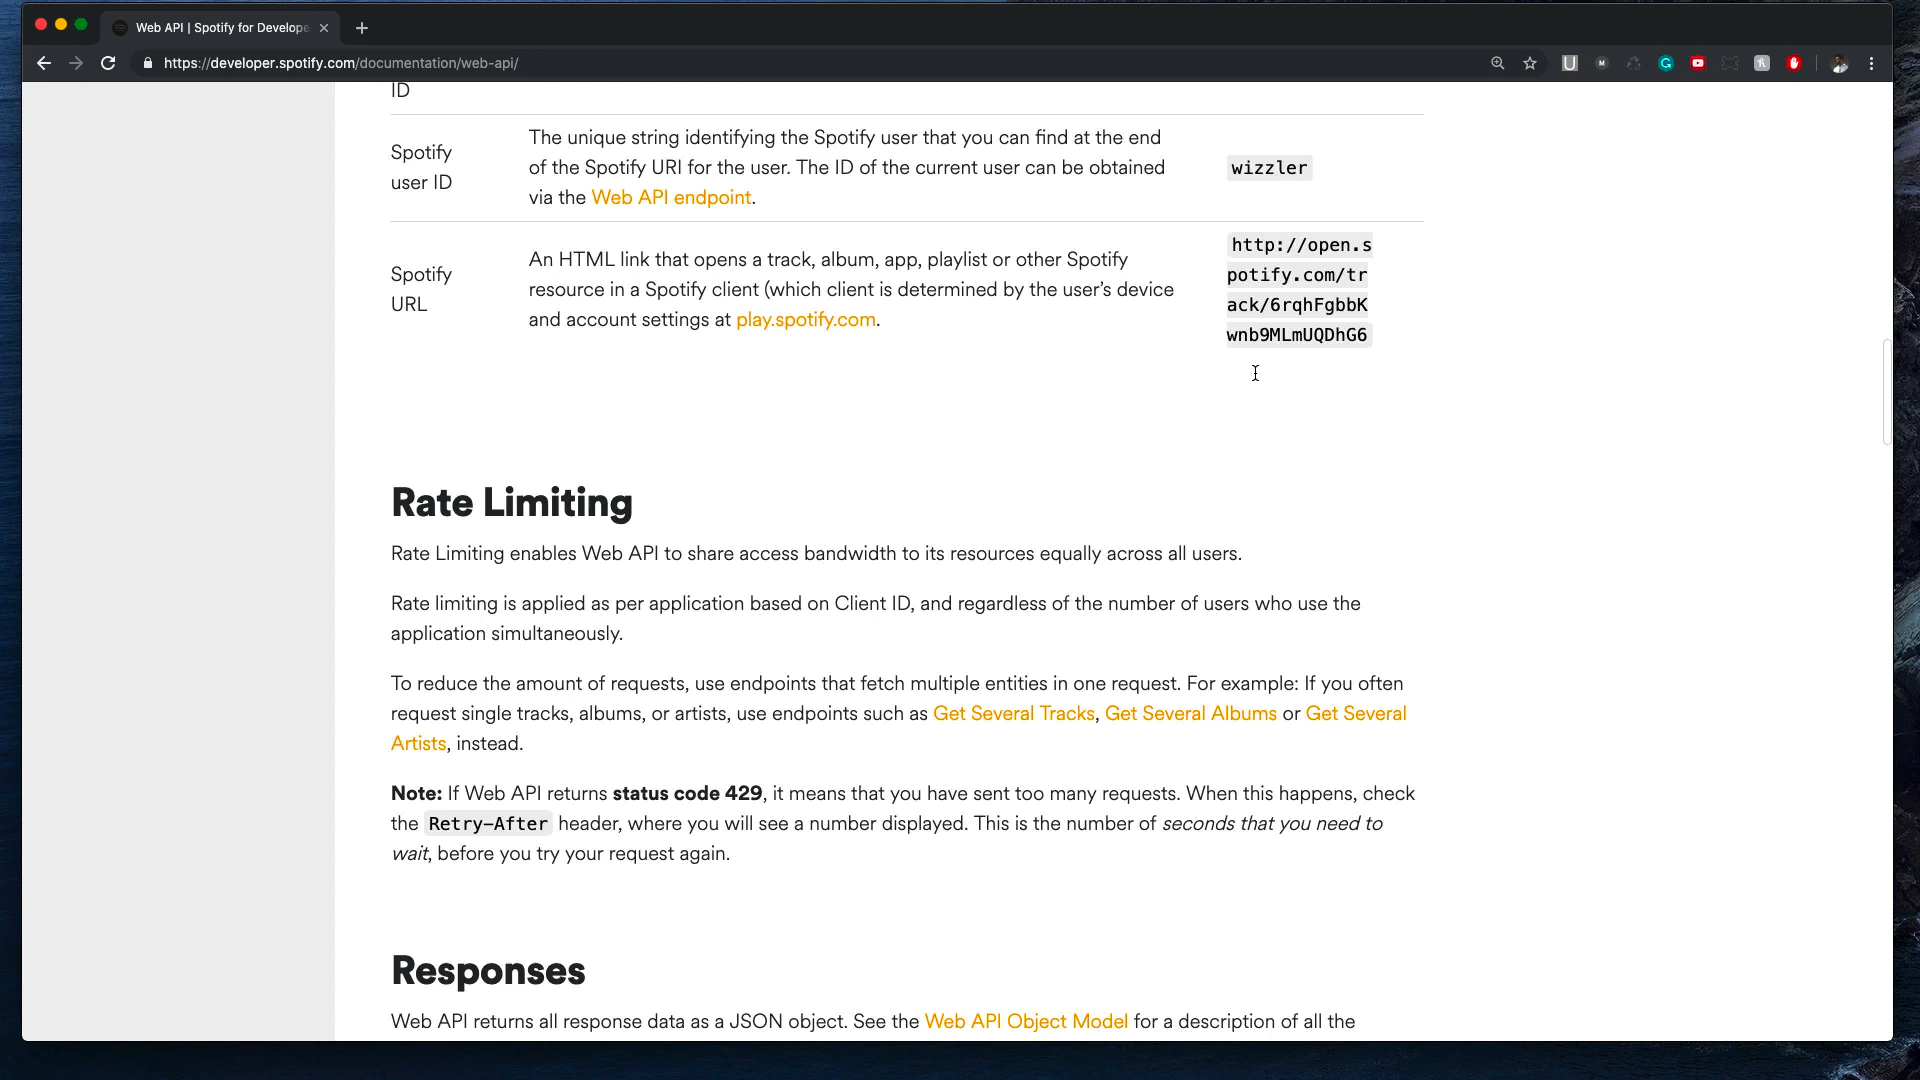 Web API | Spotify for Develope
https://developer.spotify.com/documentation/web-api/
ID
Spotify
user ID
The unique string identifying the Spotify user that you can find at the end
of the Spotify URI for the user. The ID of the current user can be obtained
via the Web API endpoint.
wizzler
Spotify
URL
An HTML link that opens a track, album, app, playlist or other Spotify
resource in a Spotify client (which client is determined by the user’s device
and account settings at play.spotify.com.
http://open.s
potify.com/tr
ack/6rqhFgbbK
wnb9MLmUQDhG6
Rate Limiting
Rate Limiting enables Web API to share access bandwidth to its resources equally across all users.
Rate limiting is applied as per application based on Client ID, and regardless of the number of users who use the
application simultaneously.
To reduce the amount of requests, use endpoints that fetch multiple entities in one request. For example: If you often
request single tracks, albums, or artists, use endpoints such as Get Several Tracks, Get Several Albums or Get Several
Artists, instead.
Note: If Web API returns status code 429, it means that you have sent too many requests. When this happens, check
the Retry-After header, where you will see a number displayed. This is the number of seconds that you need to
wait, before you try your request again.
Responses
Web API returns all response data as a JSON object. See the Web API Object Model for a description of all the